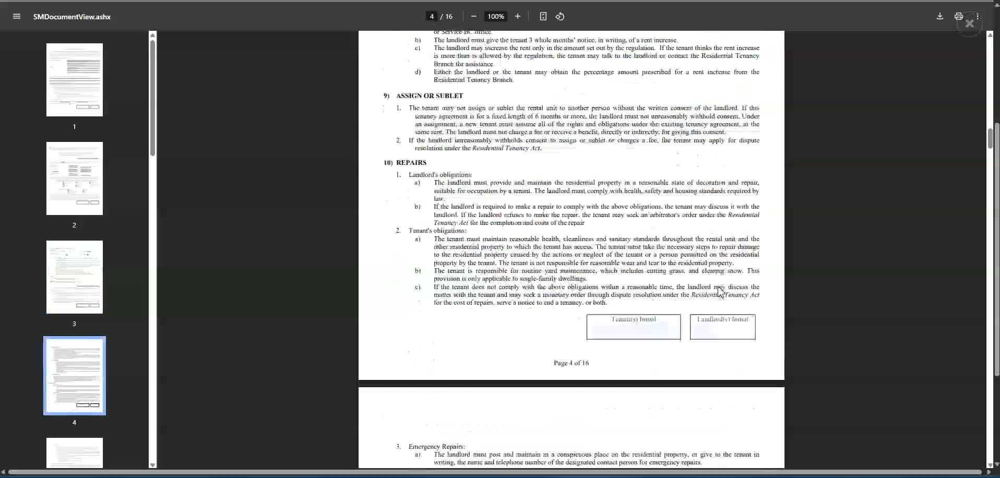 SMDocumentView.ashx
4 / 16
100%
1
2
3
4
or Service BC office.
b) The landlord must give the tenant 3 whole months' notice, in writing, of a rent increase.
c) The landlord may increase the rent only in the amount set out by the regulation. If the tenant thinks the rent increase
is more than is allowed by the regulation, the tenant may talk to the landlord or contact the Residential Tenancy
Branch for assistance.
d) Either the landlord or the tenant may obtain the percentage amount prescribed for a rent increase from the
Residential Tenancy Branch.
9) ASSIGN OR SUBLET
1. The tenant may not assign or sublet the rental unit to another person without the written consent of the landlord. If this
tenancy agreement is for a fixed length of 6 months or more, the landlord must not unreasonably withhold consent. Under
an assignment, a new tenant must assume all of the rights and obligations under the existing tenancy agreement, at the
same rent. The landlord must not charge a fee or receive a benefit, directly or indirectly, for giving this consent.
2. If the landlord unreasonably withholds consent to assign or sublet or charges a fee, the tenant may apply for dispute
resolution under the Residential Tenancy Act.
10) REPAIRS
1. Landlord's obligations:
a) The landlord must provide and maintain the residential property in a reasonable state of decoration and repair,
suitable for occupation by a tenant. The landlord must comply with health, safety and housing standards required by
law.
b) If the landlord is required to make a repair to comply with the above obligations, the tenant may discuss it with the
landlord. If the landlord refuses to make the repair, the tenant may seek an arbitrator's order under the Residential
Tenancy Act for the completion and costs of the repair
2. Tenant's obligations:
a) The tenant must maintain reasonable health, cleanliness and sanitary standards throughout the rental unit and the
other residential property to which the tenant has access. The tenant must take the necessary steps to repair damage
to the residential property caused by the actions or neglect of the tenant or a person permitted on the residential
property by the tenant. The tenant is not responsible for reasonable wear and tear to the residential property.
b) The tenant is responsible for routine yard maintenance, which includes cutting grass, and clearing snow. This
provision is only applicable to single-family dwellings.
c) If the tenant does not comply with the above obligations within a reasonable time, the landlord may discuss the
matter with the tenant and may seek a monetary order through dispute resolution under the Residential Tenancy Act
for the cost of repairs, serve a notice to end a tenancy, or both.
Tenant(s) Initial
Landlord(s) Initial
Page 4 of 16
3. Emergency Repairs:
a) The landlord must post and maintain in a conspicuous place on the residential property, or give to the tenant in
writing, the name and telephone number of the designated contact person for emergency repairs.